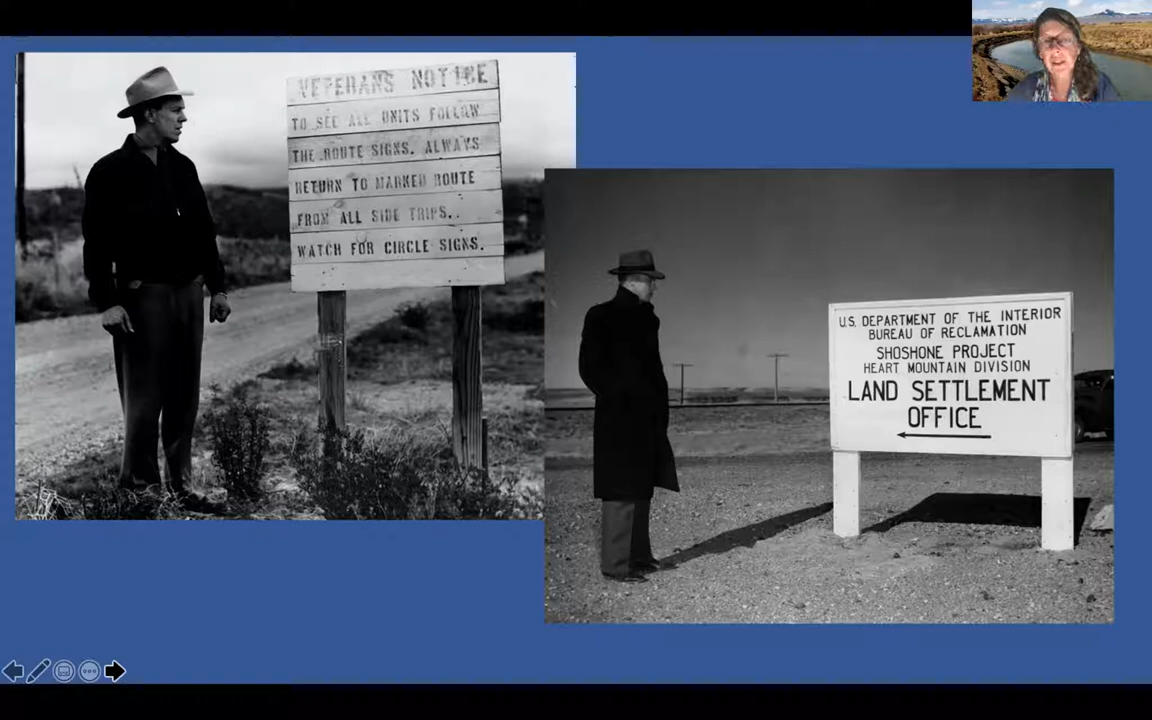 VETERANS NOTICE
TO SEE ALL UNITS FOLLOW
THE ROUTE SIGNS. ALWAYS
RETURN TO MARKED ROUTE
FROM ALL SIDE TRIPS.
WATCH FOR CIRCLE SIGNS.
U.S. DEPARTMENT OF THE INTERIOR
BUREAU OF RECLAMATION
SHOSHONE PROJECT
HEART MOUNTAIN DIVISION
LAND SETTLEMENT
OFFICE